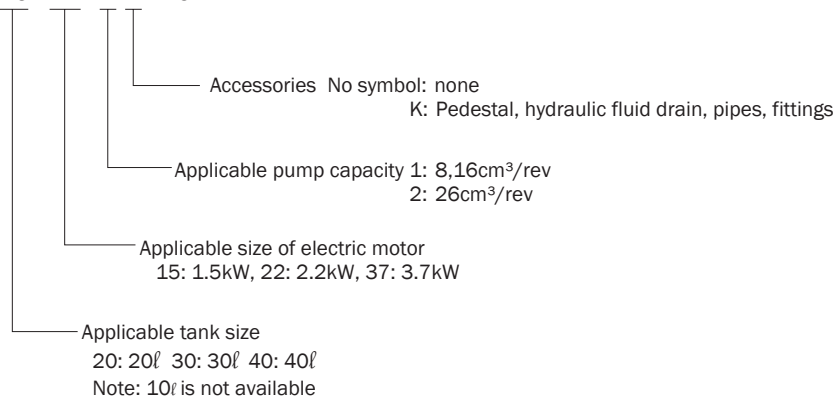 Accessories No symbol: none
K: Pedestal, hydraulic fluid drain, pipes, fittings
Applicable pump capacity 1: 8,16cm³/rev
2: 26cm³/rev
Applicable size of electric motor
15: 1.5kW, 22: 2.2kW, 37: 3.7kW
Applicable tank size
20: 20ℓ 30: 30ℓ 40: 40ℓ
Note: 10ℓ is not available